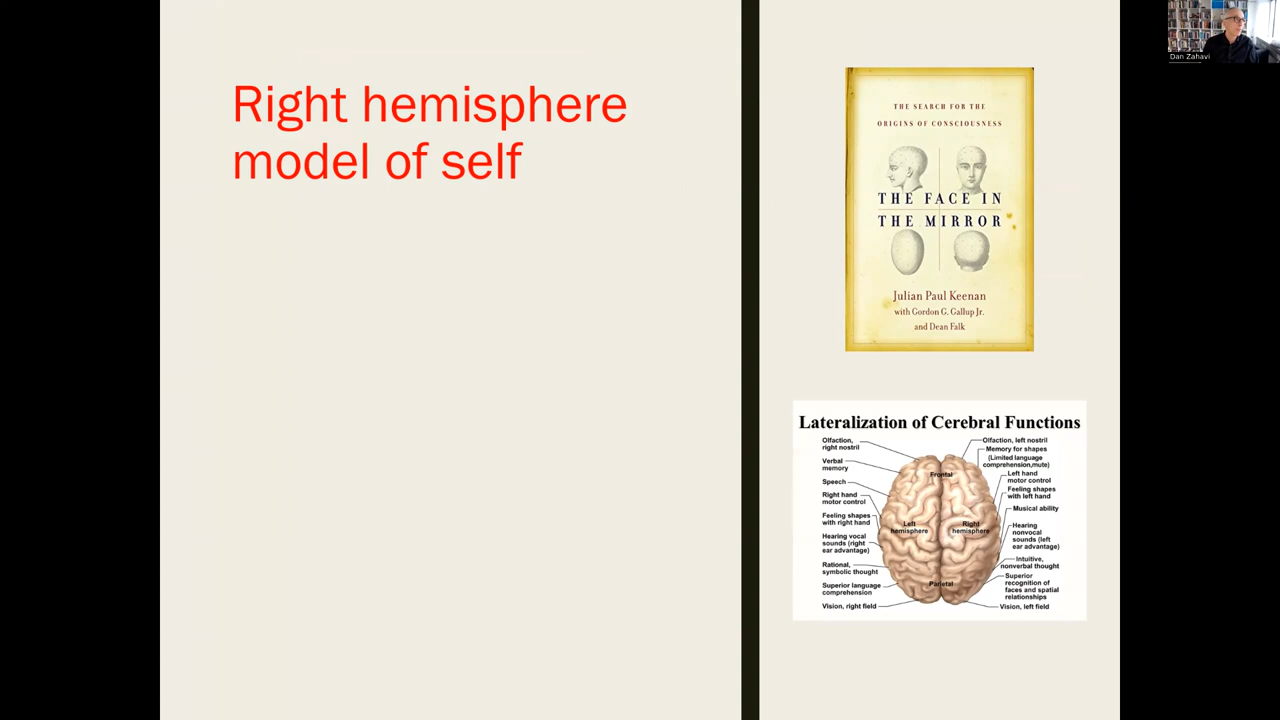 Right hemisphere
model of self
THE SEARCH FOR THE
ORIGINS OF CONSCIOUSNESS
THE FACE IN
THE MIRROR
Julian Paul Keenan
with Gordon G. Gallup Jr.
and Dean Falk
Lateralization of Cerebral Functions
Olfaction,
right nostril
Verbal
memory
Speech
Right hand
motor control
Feeling shapes
with right hand
Hearing vocal
sounds (right
ear advantage)
Rational,
symbolic thought
Superior language
comprehension
Vision, right field
Frontal
Left
hemisphere
Right
hemisphere
Parietal
Olfaction, left nostril
Memory for shapes
(Limited language
comprehension,mute)
Left hand
motor control
Feeling shapes
with left hand
Musical ability
Hearing
nonvocal
sounds (left
ear advantage)
Intuitive,
nonverbal thought
Superior
recognition of
faces and spatial
relationships
Vision, left field
Dan Zahavi